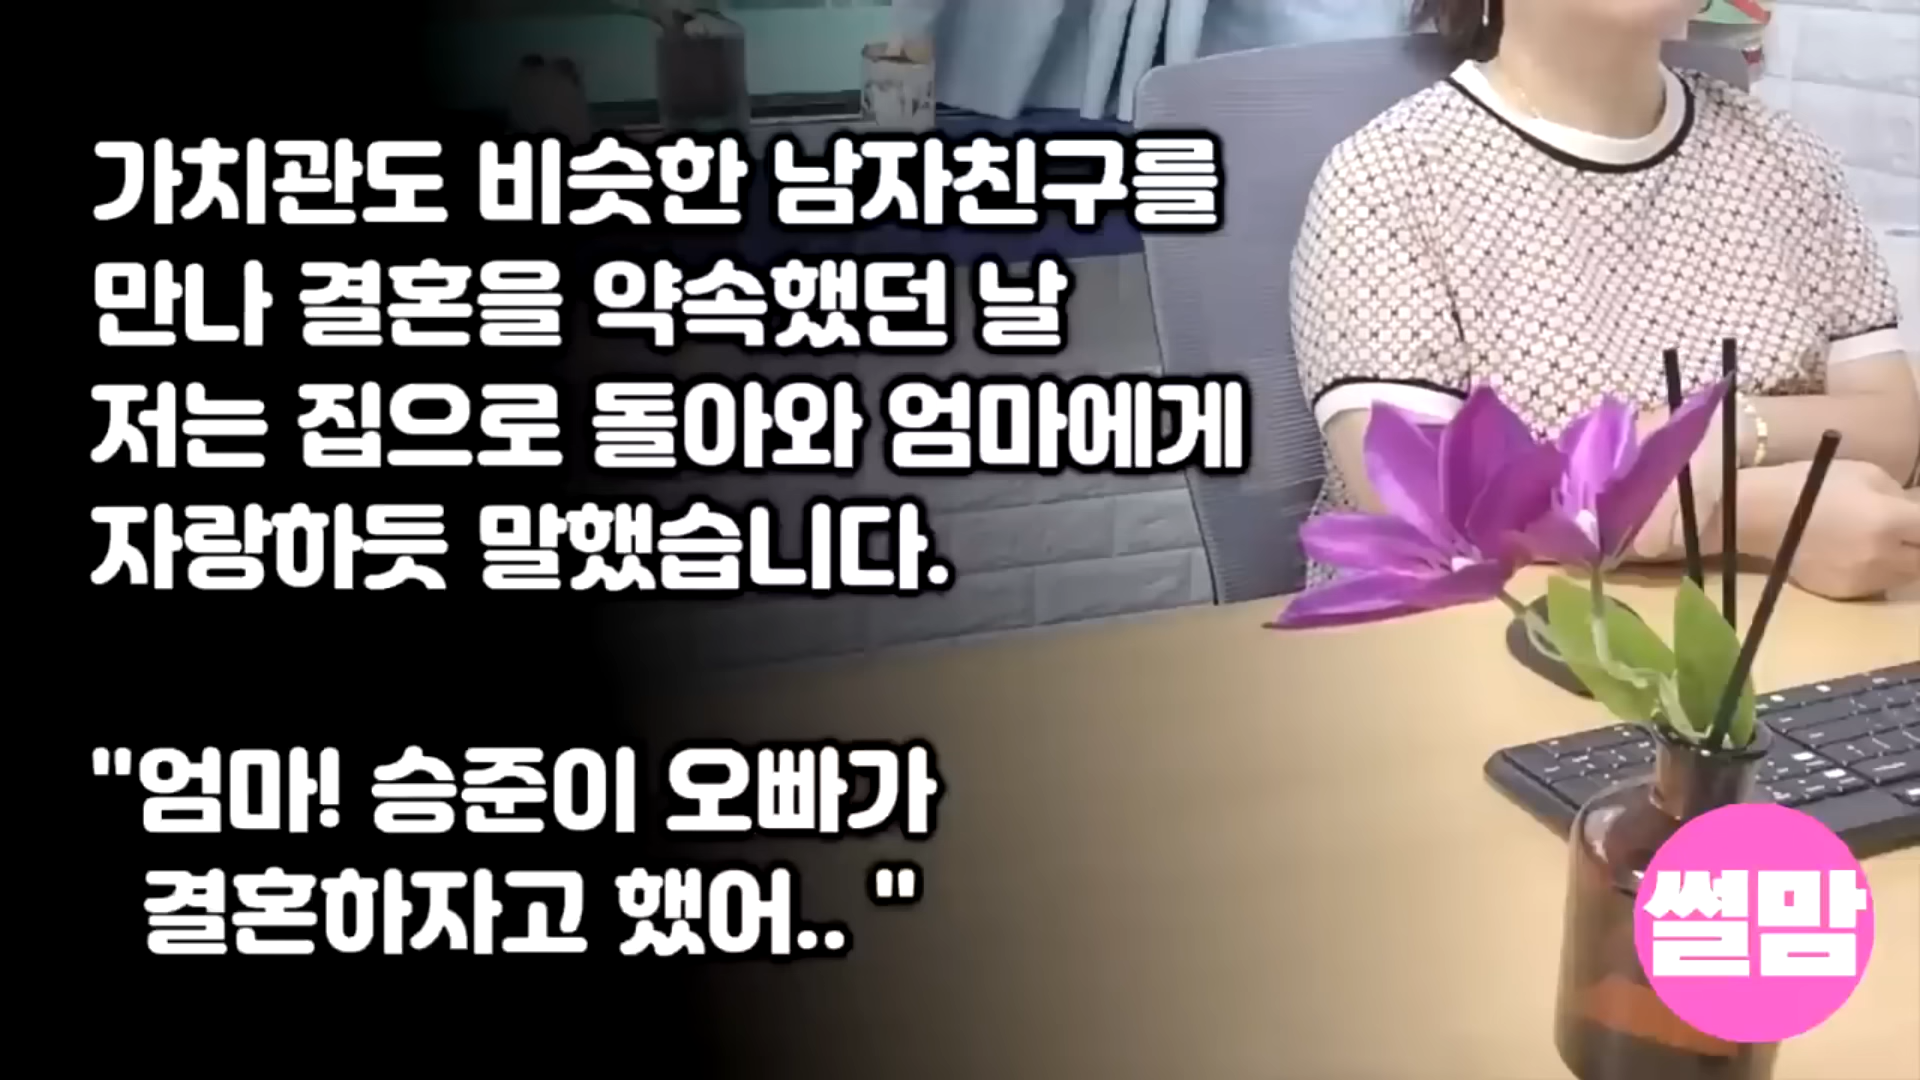 가치관도 비슷한 남자친구를
만나 결혼을 약속했던 날
저는 집으로 돌아와 엄마에게
자랑하듯 말했습니다.
"엄마! 승준이 오빠가
결혼하자고 했어.. "
썰맘